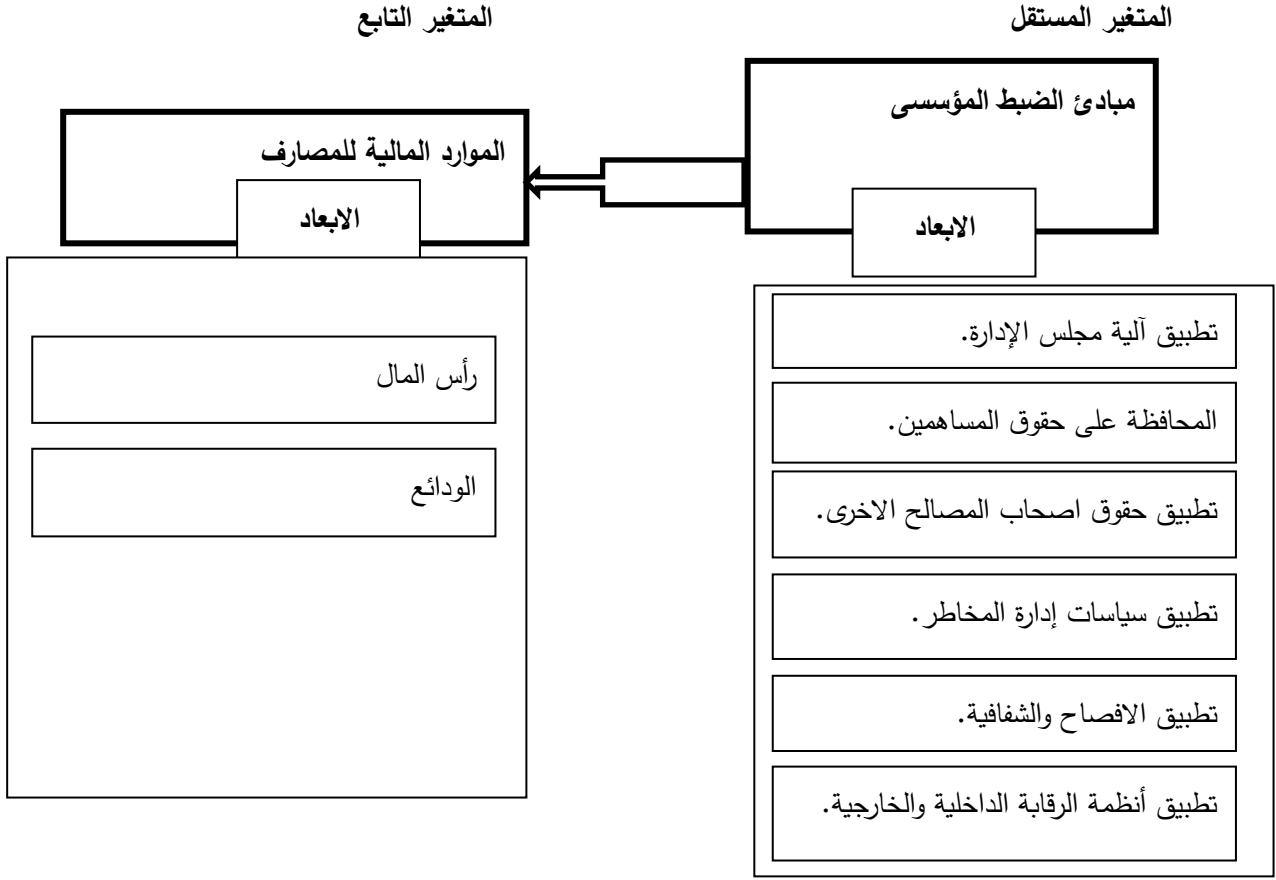 المتغير المستقل
المتغير التابع
مبادئ الضبط المؤسسى
الموارد المالية للمصارف
الابعاد
الابعاد
تطبيق آلية مجلس الإدارة.
المحافظة على حقوق المساهمين.
تطبيق حقوق اصحاب المصالح الاخرى.
تطبيق سياسات إدارة المخاطر.
تطبيق الافصاح والشفافية.
تطبيق أنظمة الرقابة الداخلية والخارجية.
رأس المال
الودائع